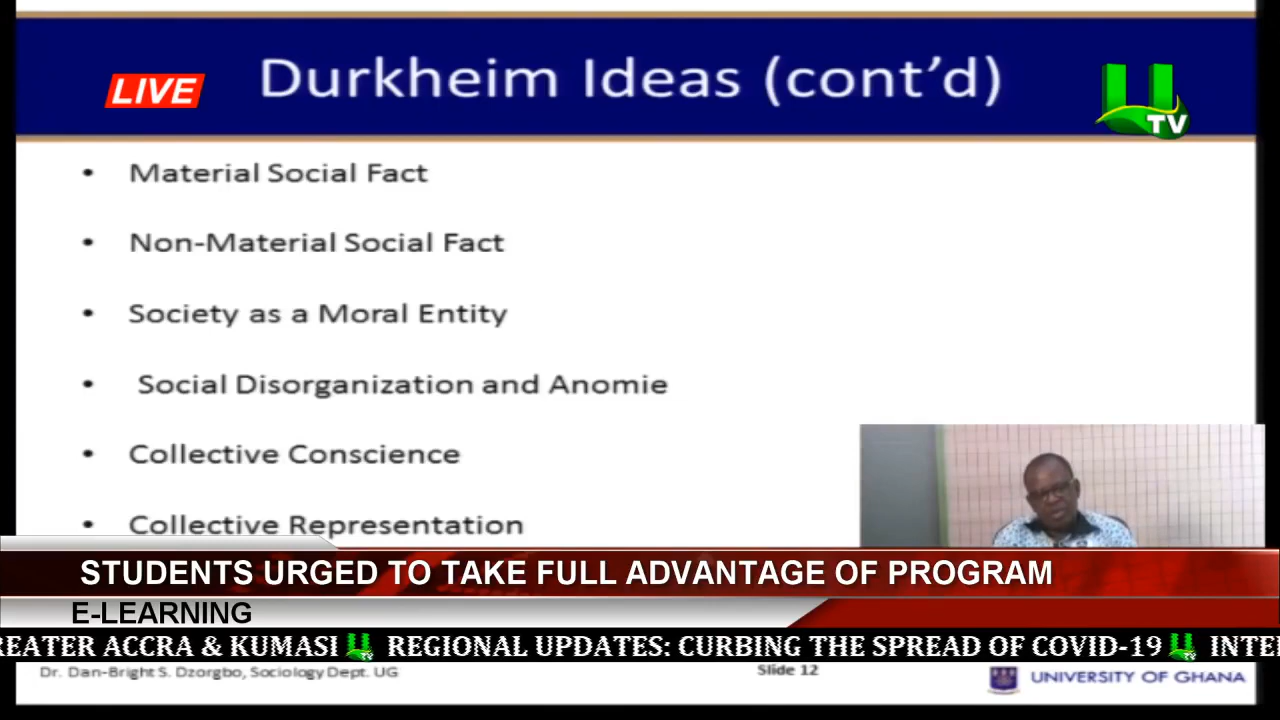 Durkheim Ideas (cont'd)
LIVE
U
TV
• Material Social Fact
• Non-Material Social Fact
• Society as a Moral Entity
• Social Disorganization and Anomie
• Collective Conscience
• Collective Representation
STUDENTS URGED TO TAKE FULL ADVANTAGE OF PROGRAM
E-LEARNING
REATER ACCRA & KUMASI REGIONAL UPDATES: CURBING THE SPREAD OF COVID-19 INTE
Dr. Dan-Bright S. Dzorgbo, Sociology Dept. UG
Slide 12
UNIVERSITY OF GHANA